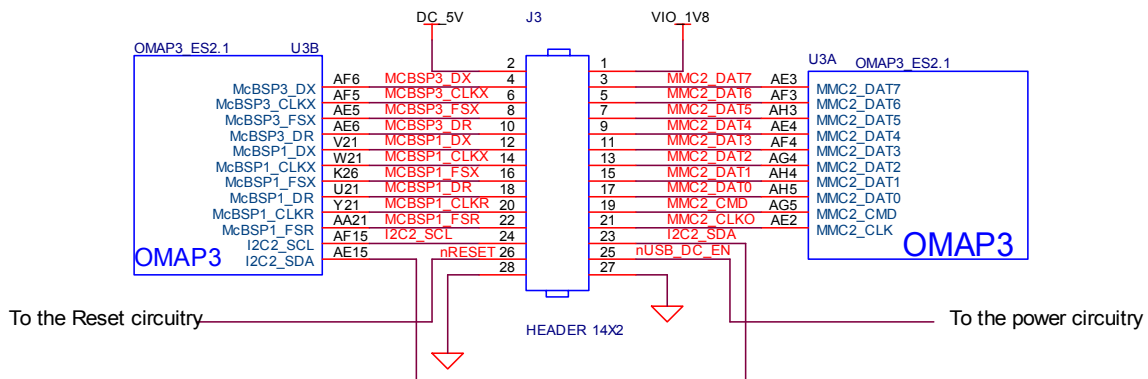 DC_5V J3 VIO_1V8
OMAP3_ES2.1 U3B U3A OMAP3_ES2.1
2 1
McBSP3_DX AF6 MCBSP3_DX 4 3 MMC2_DAT7 AE3 MMC2_DAT7
McBSP3_CLKX AF5 MCBSP3_CLKX 6 5 MMC2_DAT6 AF3 MMC2_DAT6
McBSP3_FSX AE5 MCBSP3_FSX 8 7 MMC2_DAT5 AH3 MMC2_DAT5
McBSP3_DR AE6 MCBSP3_DR 10 9 MMC2_DAT4 AE4 MMC2_DAT4
McBSP1_DX V21 MCBSP1_DX 12 11 MMC2_DAT3 AF4 MMC2_DAT3
McBSP1_CLKX W21 MCBSP1_CLKX 14 13 MMC2_DAT2 AG4 MMC2_DAT2
McBSP1_FSX K26 MCBSP1_FSX 16 15 MMC2_DAT1 AH4 MMC2_DAT1
McBSP1_DR U21 MCBSP1_DR 18 17 MMC2_DAT0 AH5 MMC2_DAT0
McBSP1_CLKR Y21 MCBSP1_CLKR 20 19 MMC2_CMD AG5 MMC2_CMD
McBSP1_FSR AA21 MCBSP1_FSR 22 21 MMC2_CLKO AE2 MMC2_CLK
I2C2_SCL AF15 I2C2_SCL 24 23 I2C2_SDA
I2C2_SDA AE15 nRESET 26 25 nUSB_DC_EN
OMAP3 28 27 OMAP3
To the Reset circuitry HEADER 14X2 To the power circuitry